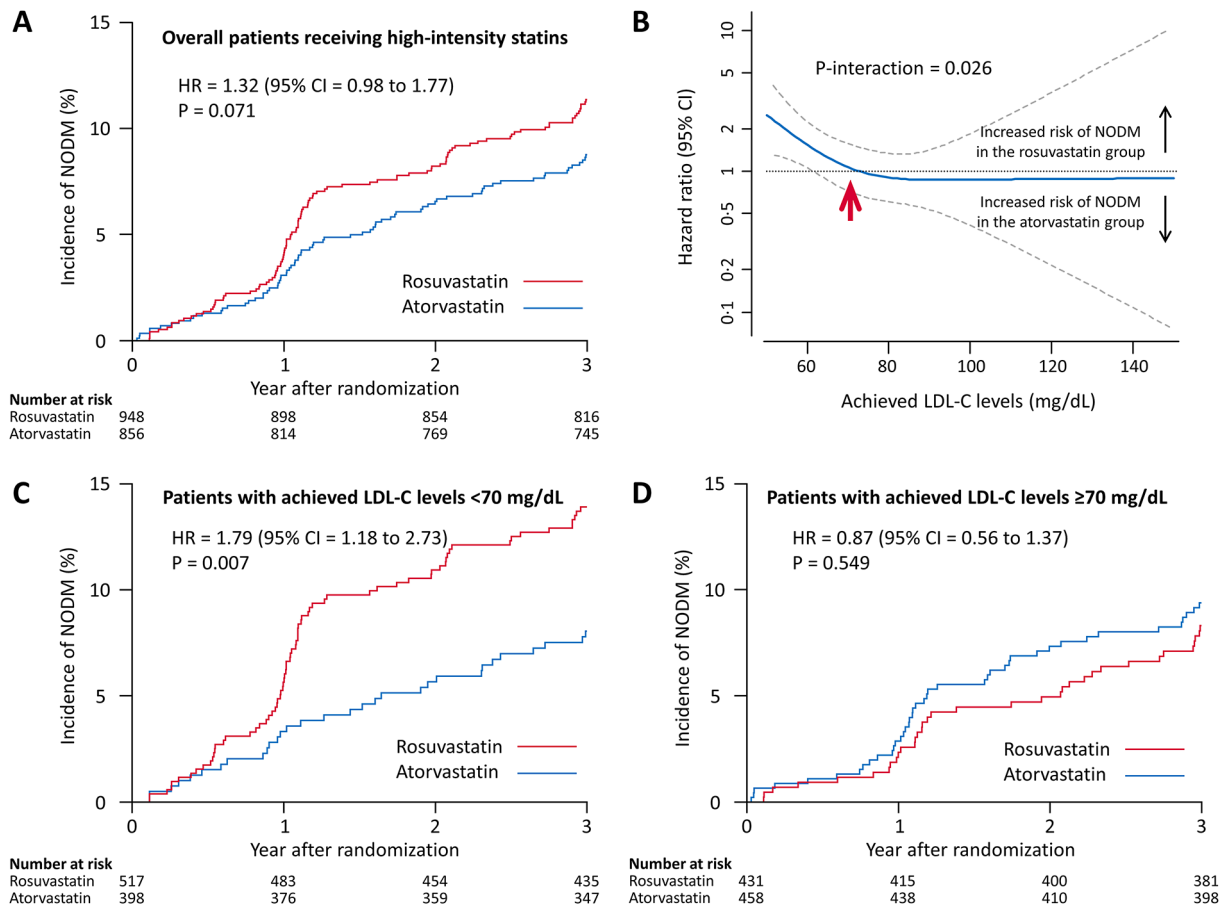 A
Overall patients receiving high-intensity statins
HR = 1.32 (95% CI = 0.98 to 1.77)
P = 0.071
Incidence of NODM (%)
15
10
5
0
Rosuvastatin
Atorvastatin
0 1 2 3
Year after randomization
Number at risk
Rosuvastatin 948 898 854 816
Atorvastatin 856 814 769 745
B
P-interaction = 0.026
Hazard ratio (95% CI)
10
5
2
1
0·5
0·2
0·1
Increased risk of NODM
in the rosuvastatin group
Increased risk of NODM
in the atorvastatin group
60 80 100 120 140
Achieved LDL-C levels (mg/dL)
C
Patients with achieved LDL-C levels <70 mg/dL
HR = 1.79 (95% CI = 1.18 to 2.73)
P = 0.007
Incidence of NODM (%)
15
10
5
0
Rosuvastatin
Atorvastatin
0 1 2 3
Year after randomization
Number at risk
Rosuvastatin 517 483 454 435
Atorvastatin 398 376 359 347
D
Patients with achieved LDL-C levels ≥70 mg/dL
HR = 0.87 (95% CI = 0.56 to 1.37)
P = 0.549
Incidence of NODM (%)
15
10
5
0
Rosuvastatin
Atorvastatin
0 1 2 3
Year after randomization
Number at risk
Rosuvastatin 431 415 400 381
Atorvastatin 458 438 410 398